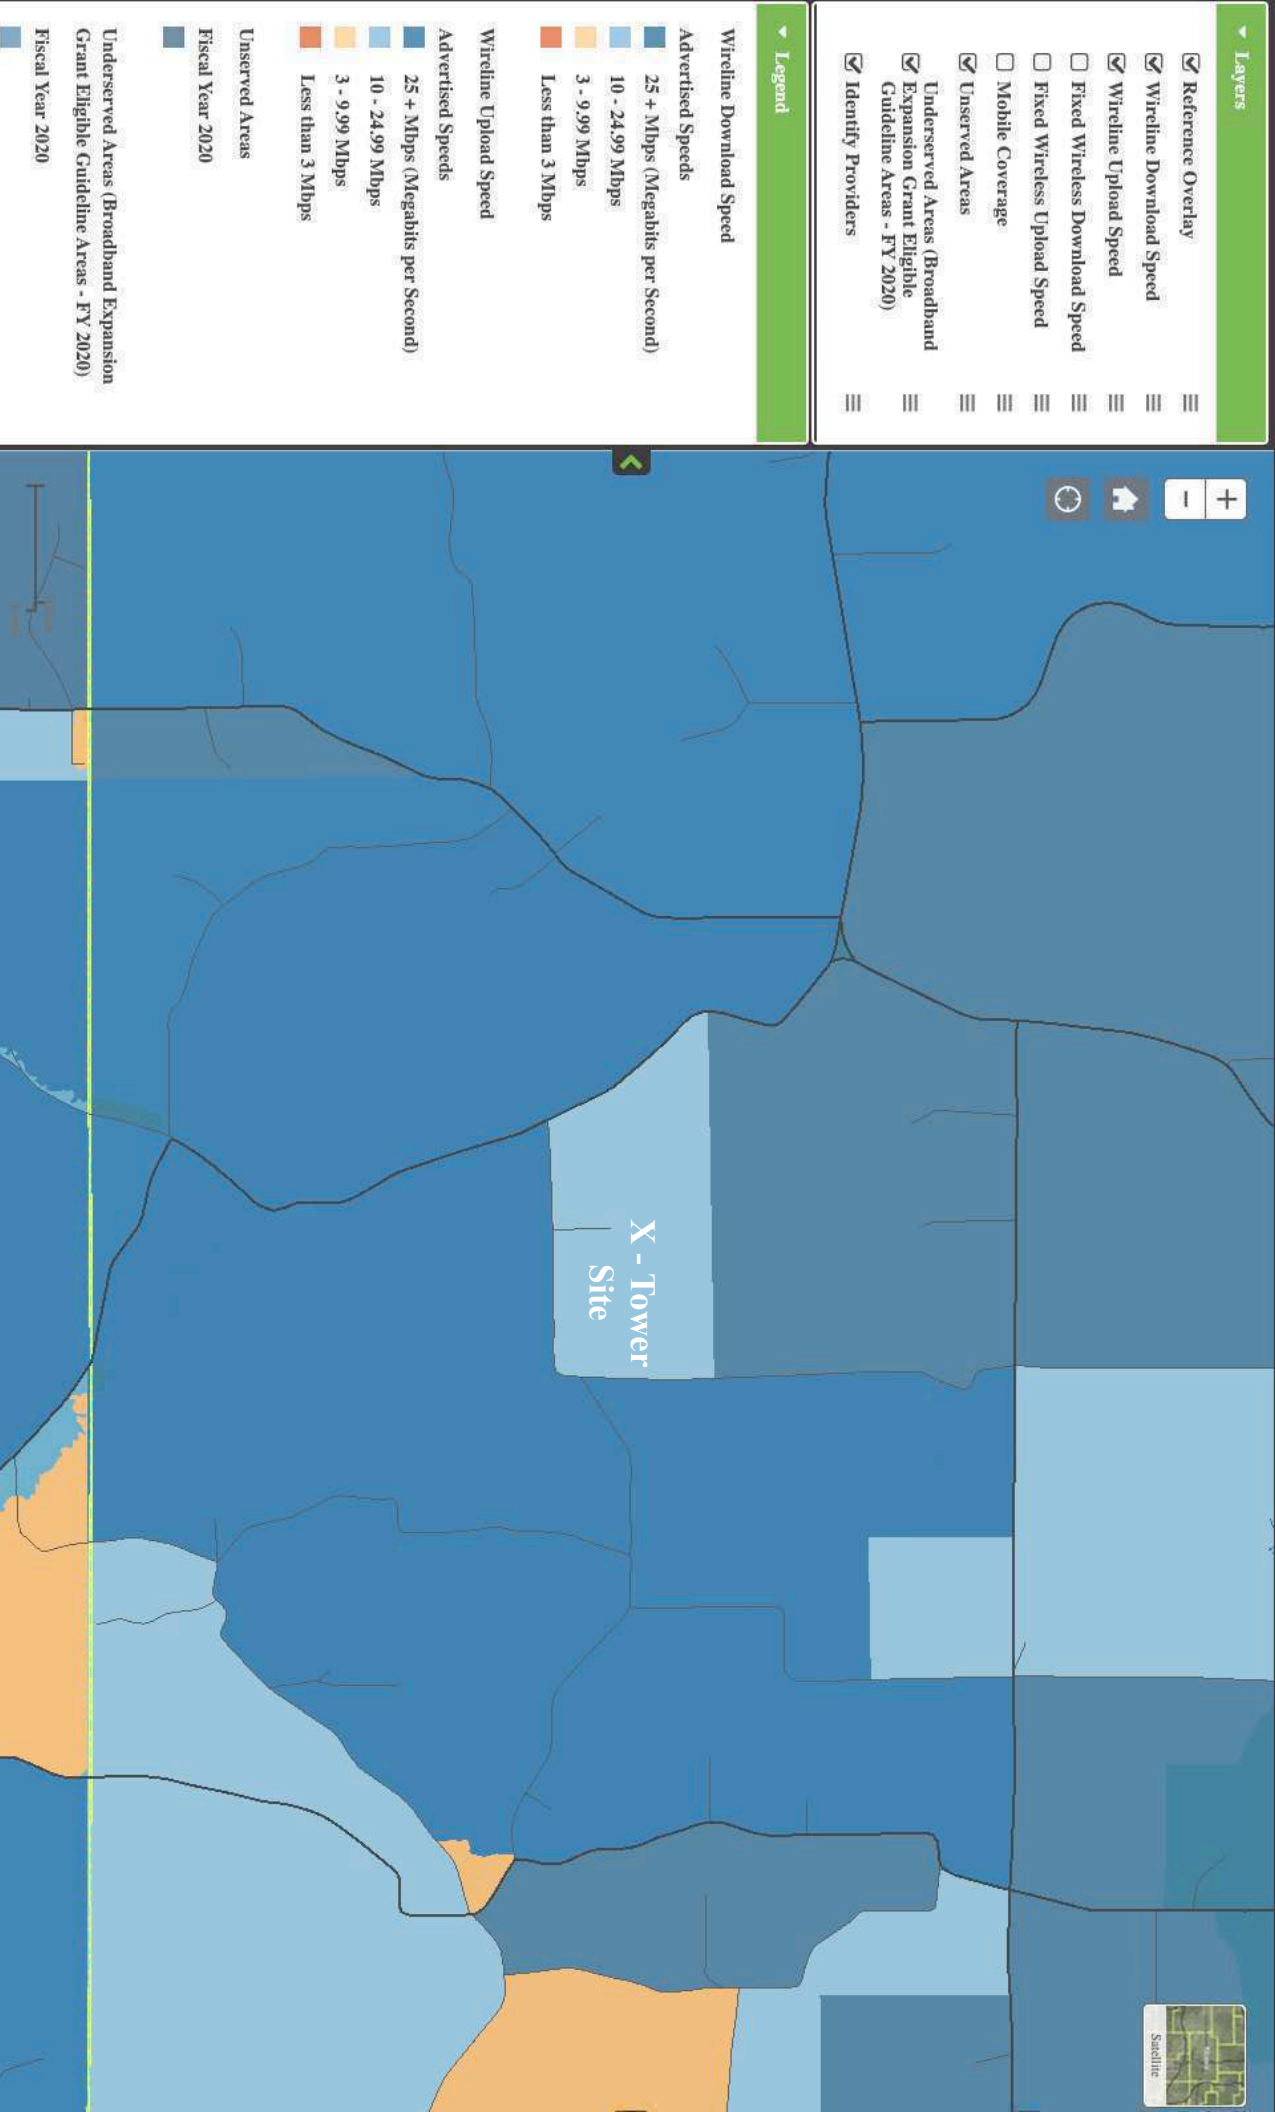 ▼ Layers
Reference Overlay
Wireline Download Speed
Wireline Upload Speed
Fixed Wireless Download Speed
Fixed Wireless Upload Speed
Mobile Coverage
Unserved Areas
Underserved Areas (Broadband
Expansion Grant Eligible
Guideline Areas - FY 2020)
Identify Providers
▼ Legend
Wireline Download Speed
Advertised Speeds
25 + Mbps (Megabits per Second)
10 - 24.99 Mbps
3 - 9.99 Mbps
Less than 3 Mbps
Wireline Upload Speed
Advertised Speeds
25 + Mbps (Megabits per Second)
10 - 24.99 Mbps
3 - 9.99 Mbps
Less than 3 Mbps
Unserved Areas
Fiscal Year 2020
Underserved Areas (Broadband Expansion
Grant Eligible Guideline Areas - FY 2020)
Fiscal Year 2020
+
−
X - Tower
Site
Satellite